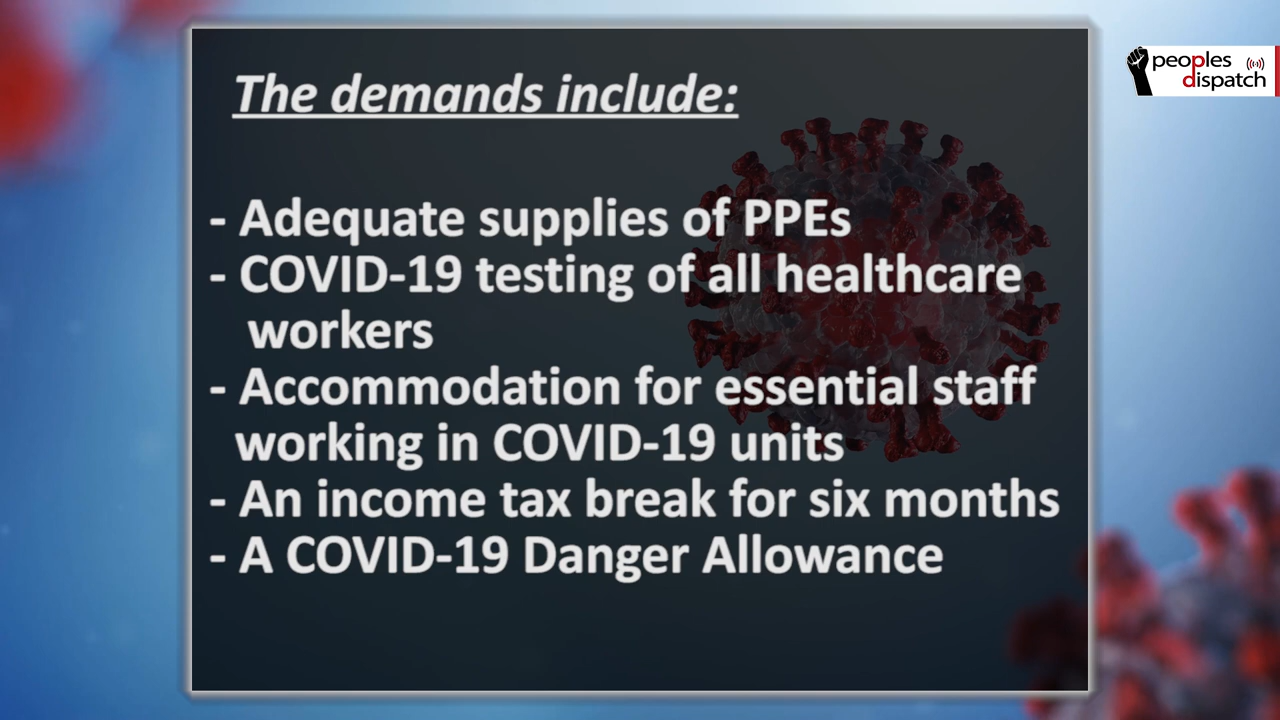 The demands include:
- Adequate supplies of PPEs
- COVID-19 testing of all healthcare
workers
- Accommodation for essential staff
working in COVID-19 units
- An income tax break for six months
- A COVID-19 Danger Allowance
peoples
dispatch